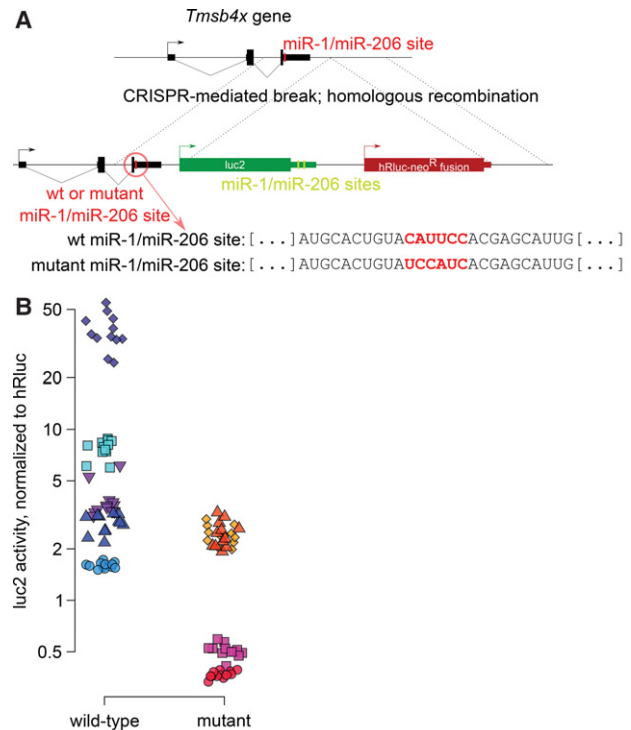 A
Tmsb4x gene
miR-1/miR-206 site
CRISPR-mediated break; homologous recombination
luc2
hRluc-neoR fusion
wt or mutant
miR-1/miR-206 site
miR-1/miR-206 sites
wt miR-1/miR-206 site:[...]AUGCACUGUACAUUCCACGAGCAUUG[...]
mutant miR-1/miR-206 site:[...]AUGCACUGUAUCCAUCACGAGCAUUG[...]
B
luc2 activity, normalized to hRluc
50
20
10
5
2
1
0.5
wild-type
mutant